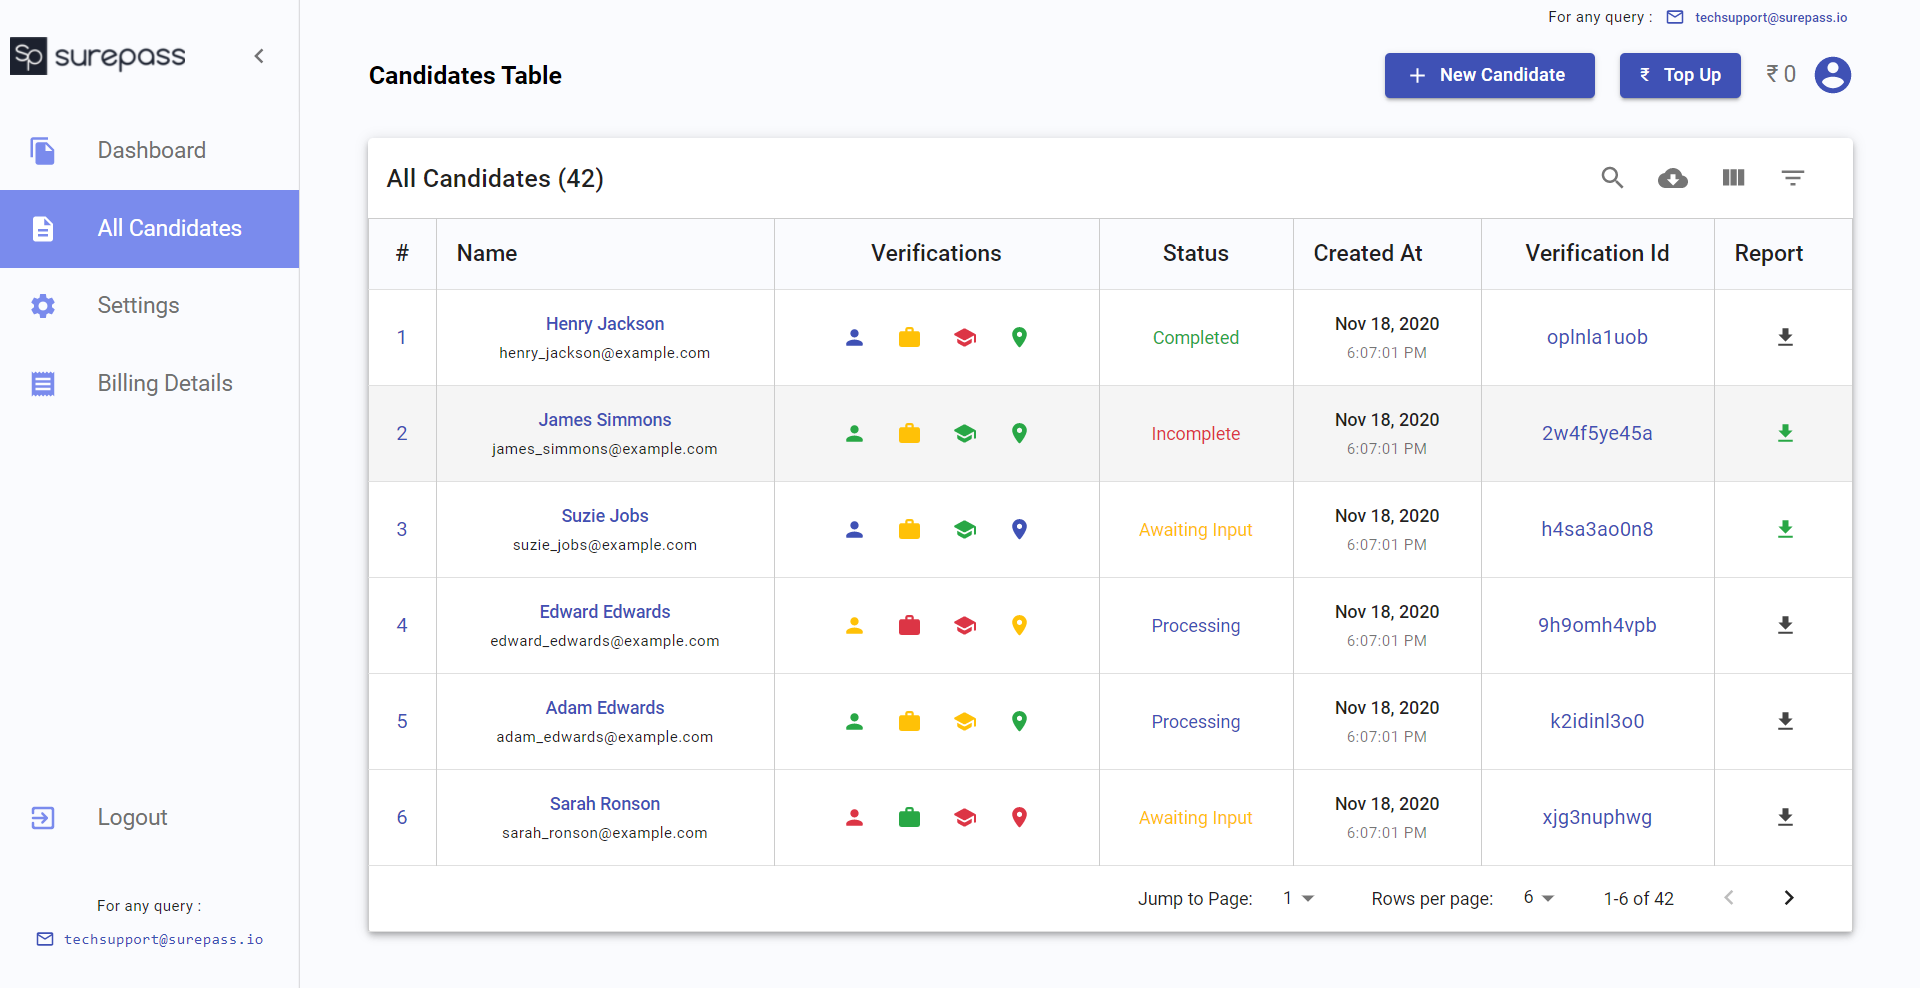 For any query :
techsupport@surepass.io
Sp surepass
Candidates Table
New Candidate
₹ Top Up
₹ 0
Dashboard
All Candidates
Settings
Billing Details
Logout
For any query :
techsupport@surepass.io
All Candidates (42)
# Name Verifications Status Created At Verification Id Report
1 Henry Jackson Completed Nov 18, 2020 oplnla1uob
henry_jackson@example.com 6:07:01 PM
2 James Simmons Incomplete Nov 18, 2020 2w4f5ye45a
james_simmons@example.com 6:07:01 PM
3 Suzie Jobs Awaiting Input Nov 18, 2020 h4sa3ao0n8
suzie_jobs@example.com 6:07:01 PM
4 Edward Edwards Processing Nov 18, 2020 9h9omh4vpb
edward_edwards@example.com 6:07:01 PM
5 Adam Edwards Processing Nov 18, 2020 k2idinl3o0
adam_edwards@example.com 6:07:01 PM
6 Sarah Ronson Awaiting Input Nov 18, 2020 xjg3nuphwg
sarah_ronson@example.com 6:07:01 PM
Jump to Page: 1 Rows per page: 6 1-6 of 42